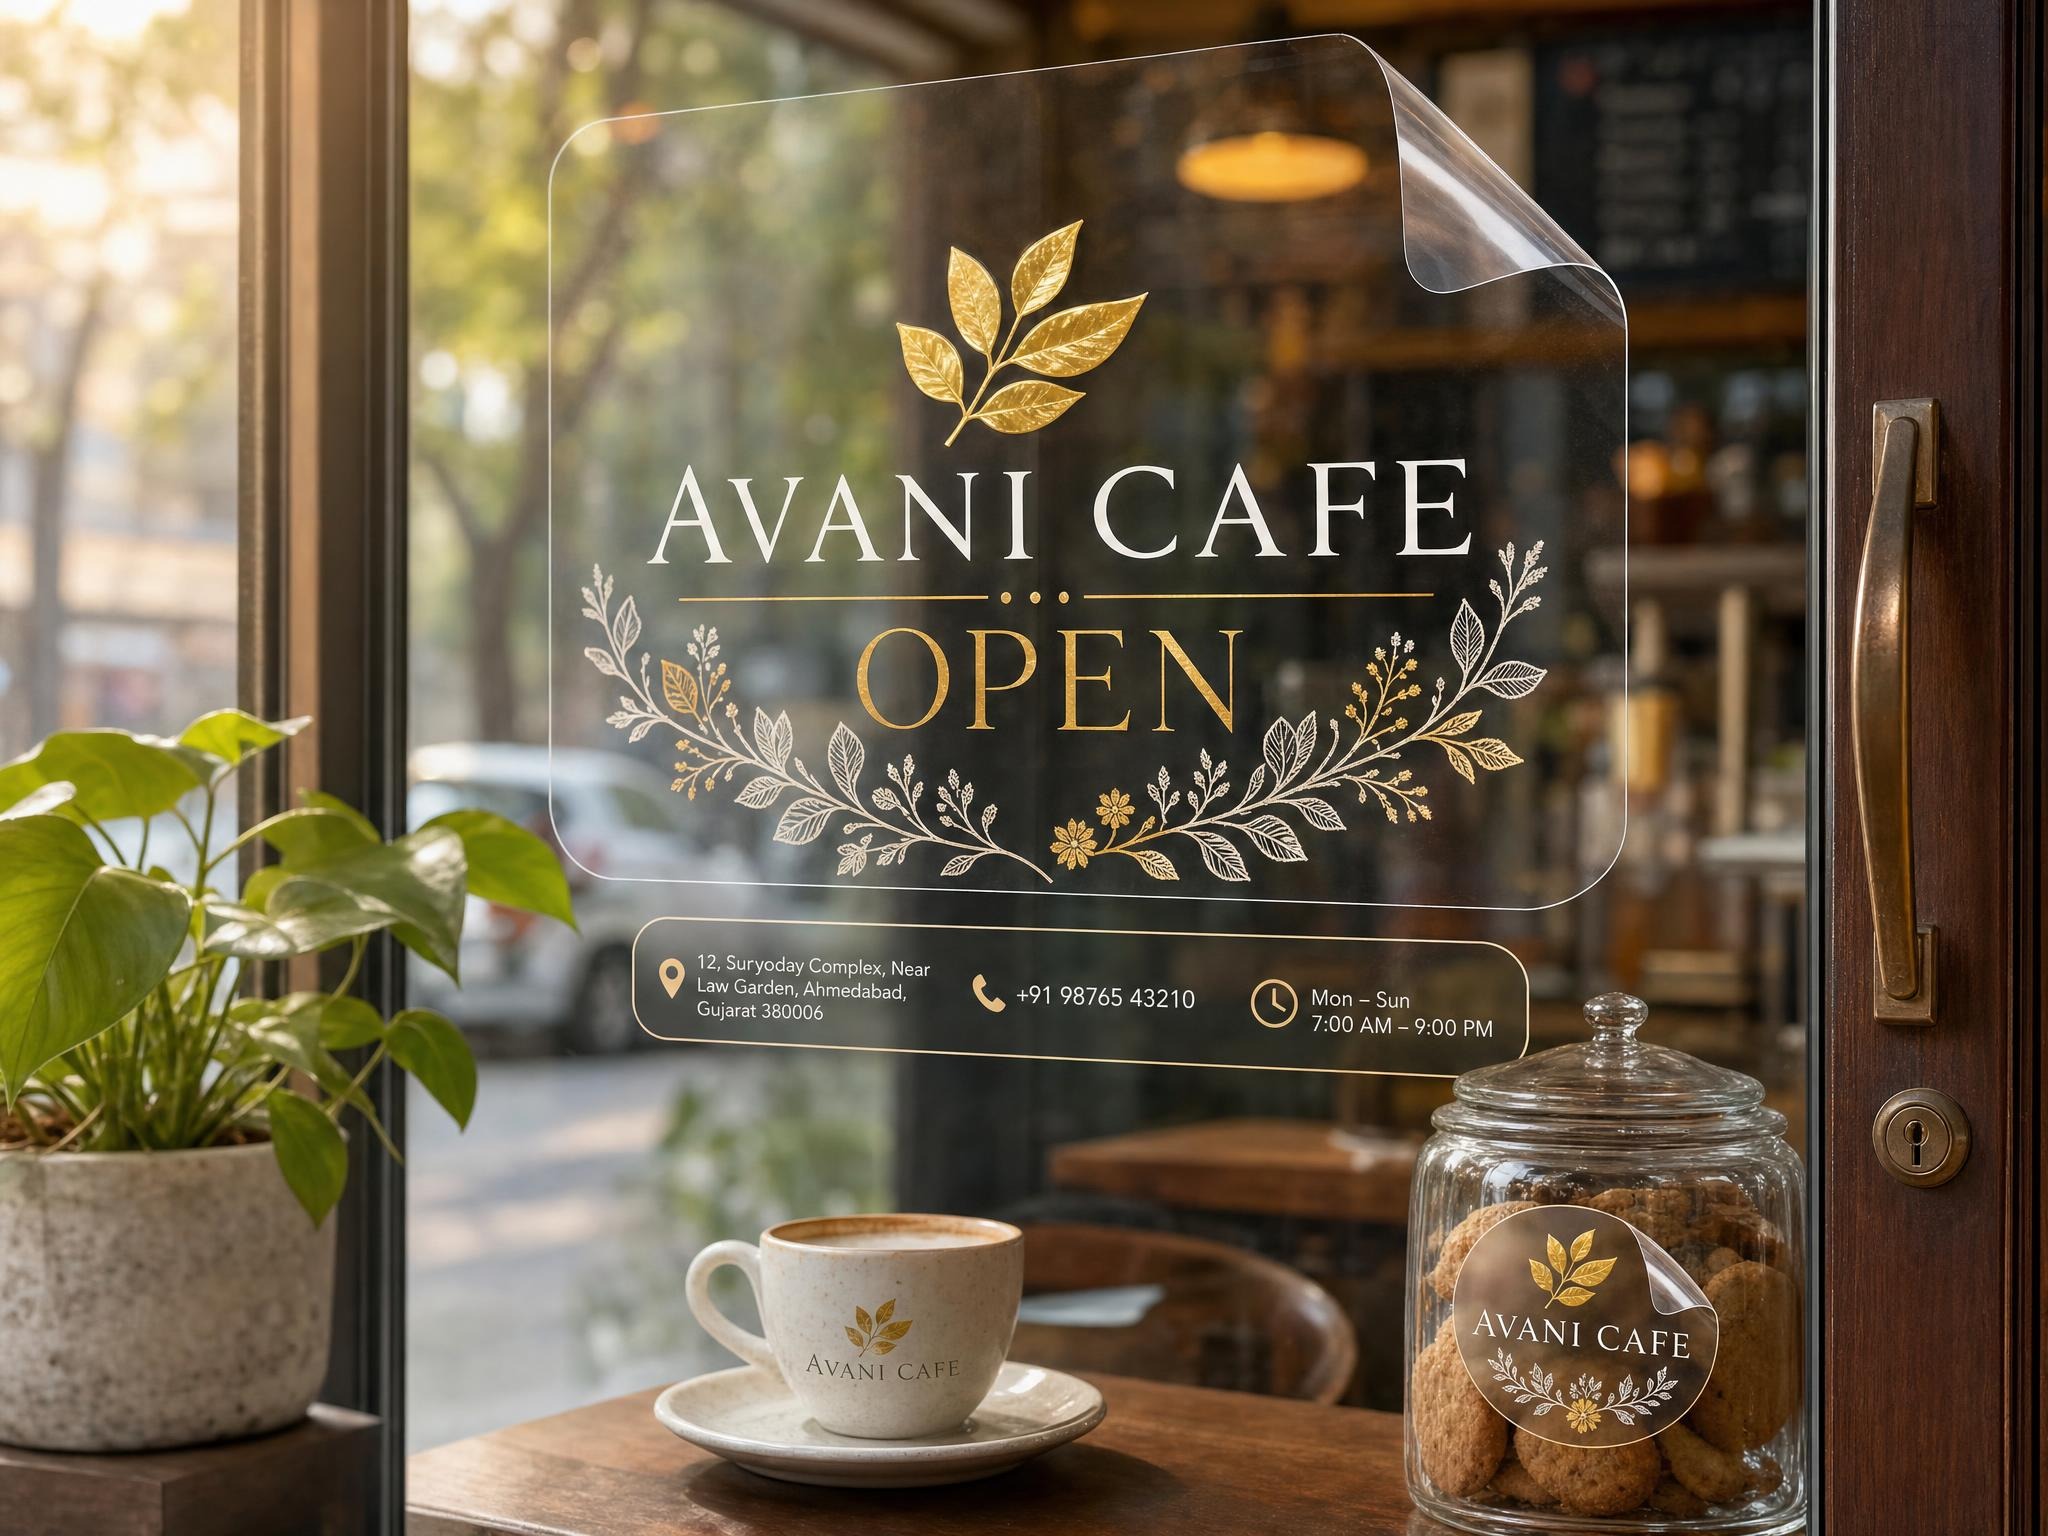 AVANI CAFE
OPEN
12, Suryoday Complex, Near
Law Garden, Ahmedabad,
Gujarat 380006
+91 98765 43210
Mon – Sun
7:00 AM – 9:00 PM
AVANI CAFE
AVANI CAFE